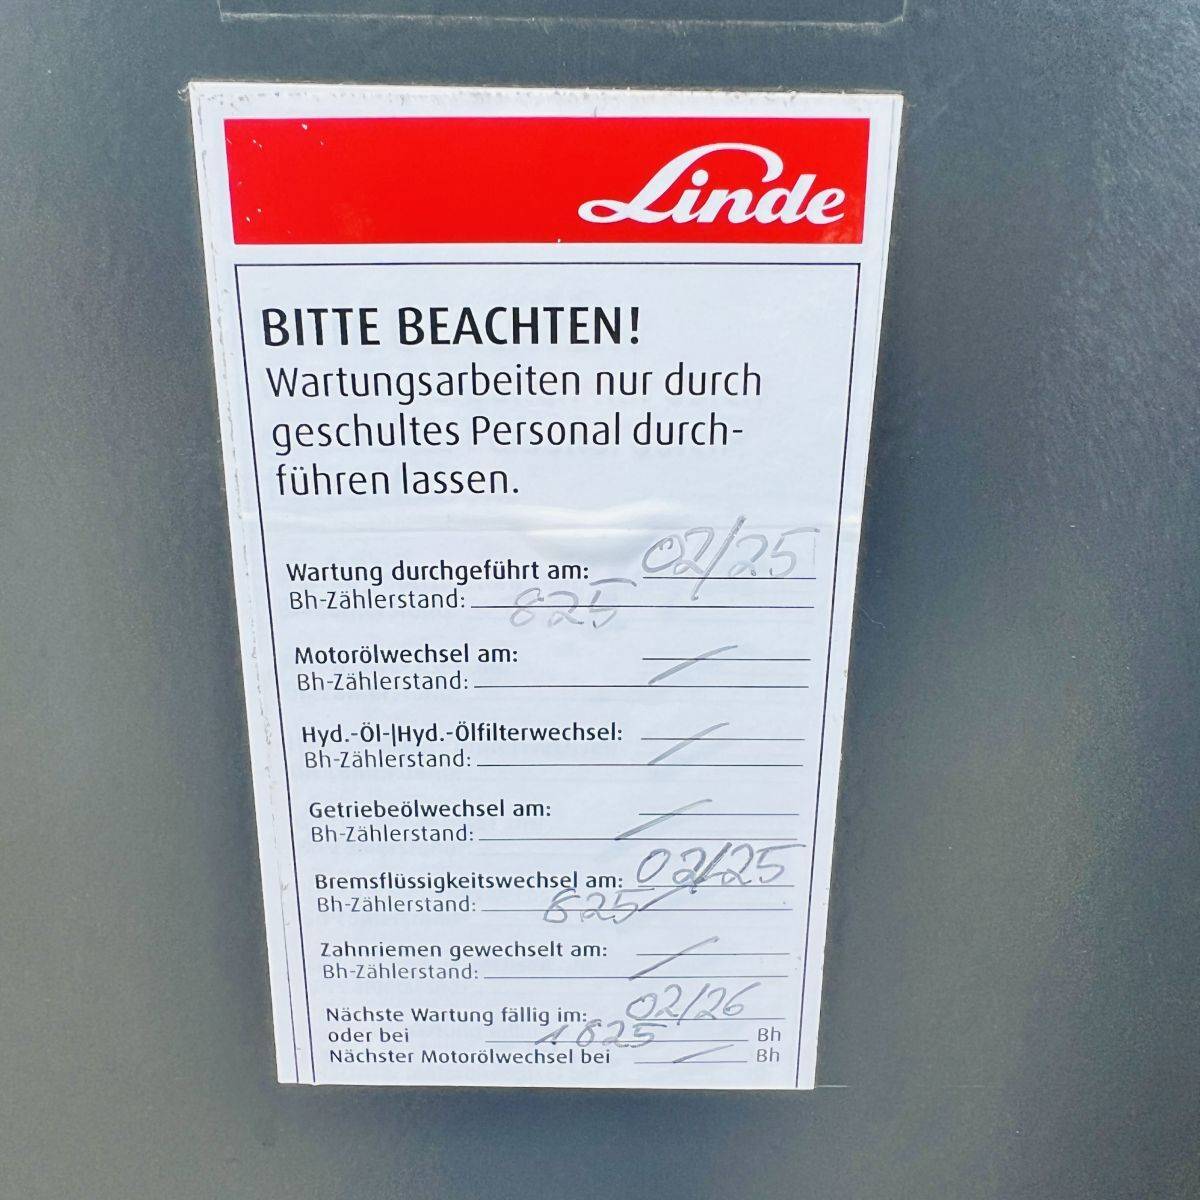 Linde
BITTE BEACHTEN!
Wartungsarbeiten nur durch
geschultes Personal durch-
führen lassen.
Wartung durchgeführt am: 02/25
Bh-Zählerstand: 825
Motorölwechsel am: /
Bh-Zählerstand:
Hyd.-Öl-|Hyd.-Ölfilterwechsel: /
Bh-Zählerstand:
Getriebeölwechsel am: /
Bh-Zählerstand:
Bremsflüssigkeitswechsel am: 02/25
Bh-Zählerstand: 825
Zahnriemen gewechselt am: /
Bh-Zählerstand:
Nächste Wartung fällig im: 02/26
oder bei 1825 Bh
Nächster Motorölwechsel bei / Bh